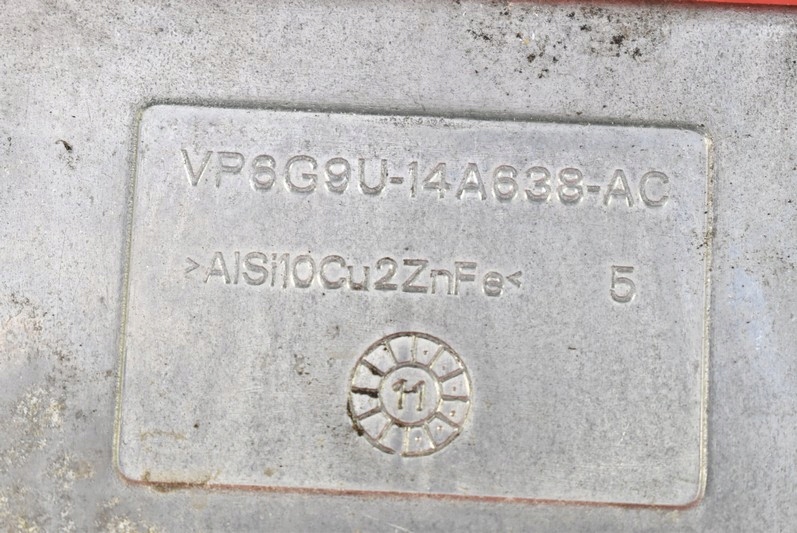 VP6G9U-14A638-AC
>AlSi10Cu2ZnFe< 5
11